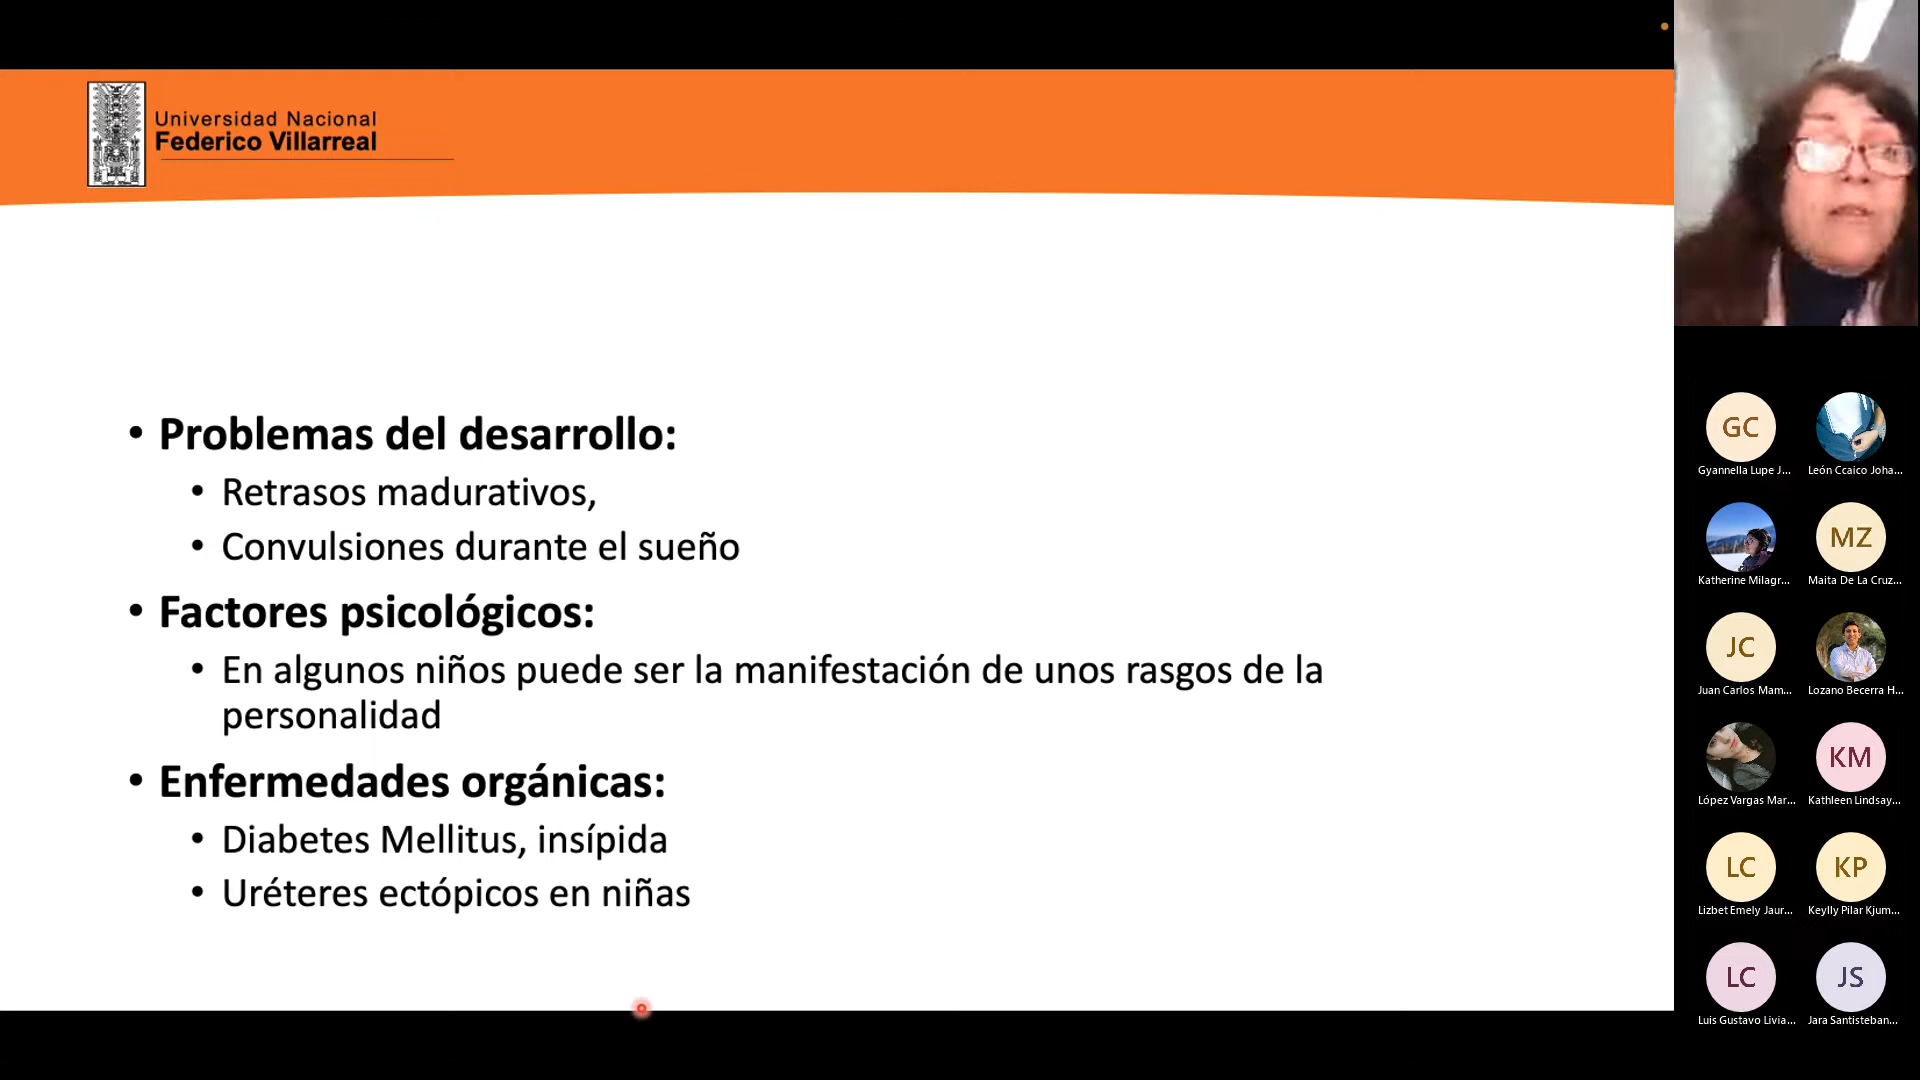 Universidad Nacional
Federico Villarreal
• Problemas del desarrollo:
• Retrasos madurativos,
• Convulsiones durante el sueño
• Factores psicológicos:
• En algunos niños puede ser la manifestación de unos rasgos de la
personalidad
• Enfermedades orgánicas:
• Diabetes Mellitus, insípida
• Uréteres ectópicos en niñas
GC
Gyannella Lupe J...
León Ccaico Joha...
Katherine Milagr...
MZ
Maita De La Cruz...
JC
Juan Carlos Mam...
Lozano Becerra H...
López Vargas Mar...
KM
Kathleen Lindsay...
LC
Lizbet Emely Jaur...
KP
Keylly Pilar Kjum...
LC
Luis Gustavo Livia...
JS
Jara Santisteban...